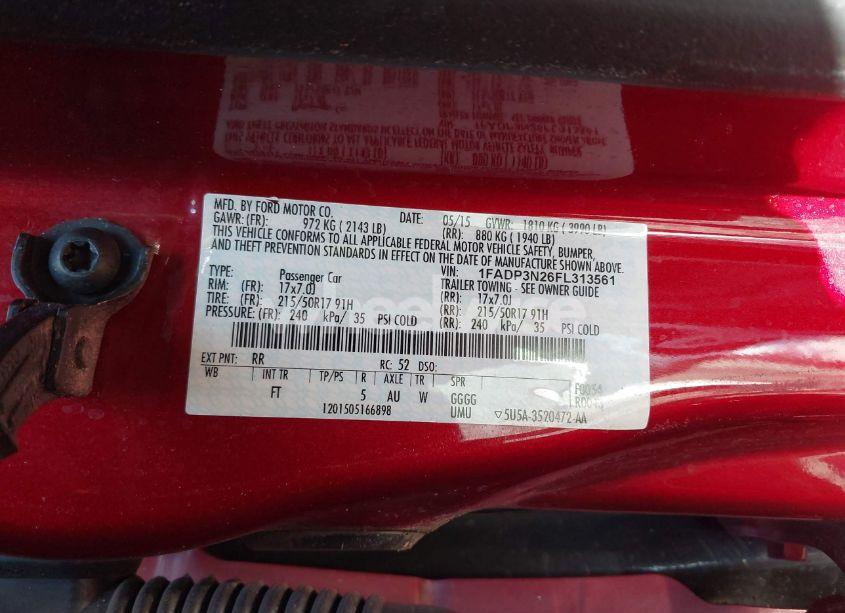 MFD. BY FORD MOTOR CO. DATE: 05/15 GVWR: 1810 KG (3990 LB)
GAWR: (FR): 972 KG (2143 LB) (RR): 880 KG (1940 LB)
THIS VEHICLE CONFORMS TO ALL APPLICABLE FEDERAL MOTOR VEHICLE SAFETY, BUMPER,
AND THEFT PREVENTION STANDARDS IN EFFECT ON THE DATE OF MANUFACTURE SHOWN ABOVE.
VIN: 1FADP3N26FL313561
TYPE: Passenger Car TRAILER TOWING - SEE OWNER GUIDE
RIM: (FR): 17x7.0J (RR): 17x7.0J
TIRE: (FR): 215/50R17 91H (RR): 215/50R17 91H
PRESSURE: (FR): 240 kPa/ 35 PSI COLD (RR): 240 kPa/ 35 PSI COLD
EXT PNT: RR RC: 52 DSO:
WB INT TR TP/PS R AXLE TR SPR
FT 5 AU W GGGG
1201505166898 UMU ▽5U5A-3520472-AA